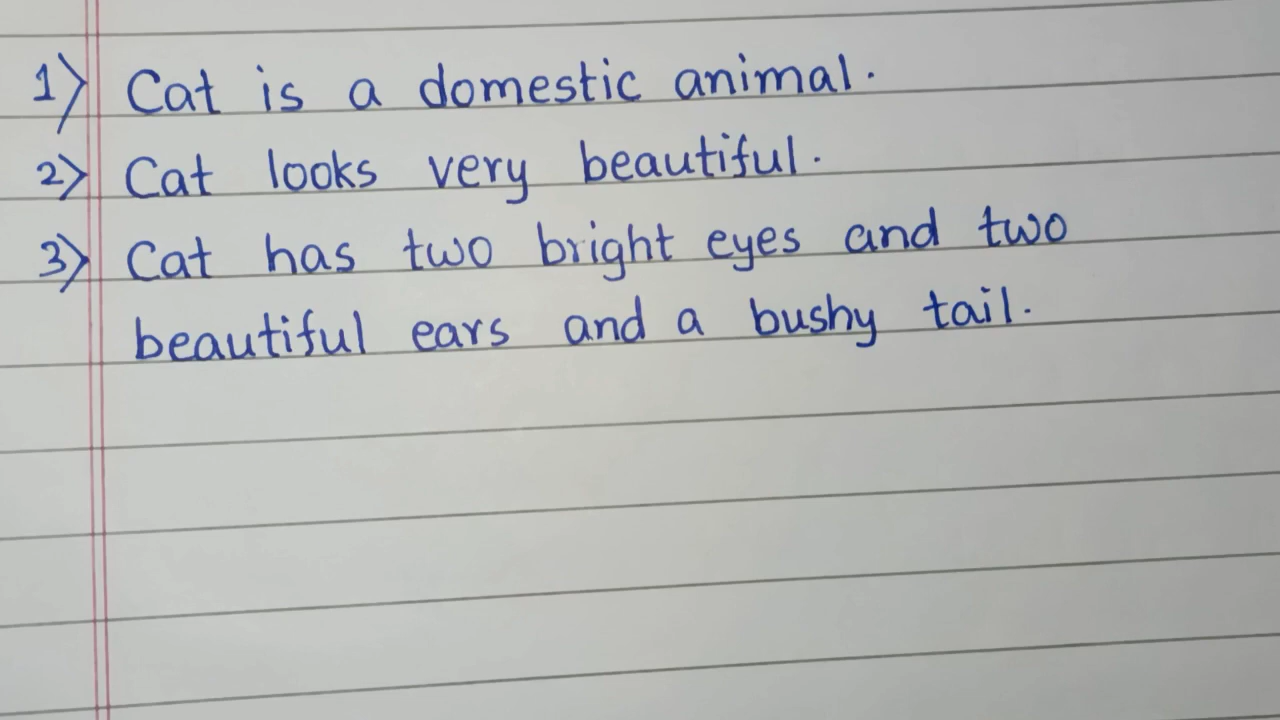 1) Cat is a domestic animal.
2) Cat looks very beautiful.
3) Cat has two bright eyes and two
beautiful ears and a bushy tail.